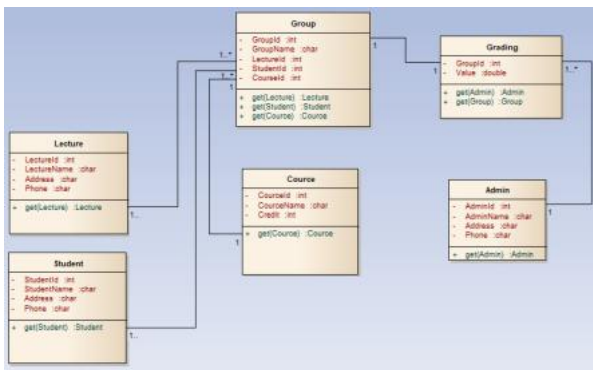 Group
- GroupId :int
- GroupName :char
- LectureId :int
- StudentId :int
- CourseId :int
+ get(Lecture) :Lecture
+ get(Student) :Student
+ get(Cource) :Cource
1..*
1..*
1
1
Grading
- GroupId :int
- Value :double
+ get(Admin) :Admin
+ get(Group) :Group
1
1..*
Lecture
- LectureId :int
- LectureName :char
- Address :char
- Phone :char
+ get(Lecture) :Lecture
1..
Cource
- CourseId :int
- CourseName :char
- Credit :int
+ get(Cource) :Cource
1
Admin
- AdminId :int
- AdminName :char
- Address :char
- Phone :char
+ get(Admin) :Admin
1
Student
- StudentId :int
- StudentName :char
- Address :char
- Phone :char
+ get(Student) :Student
1..